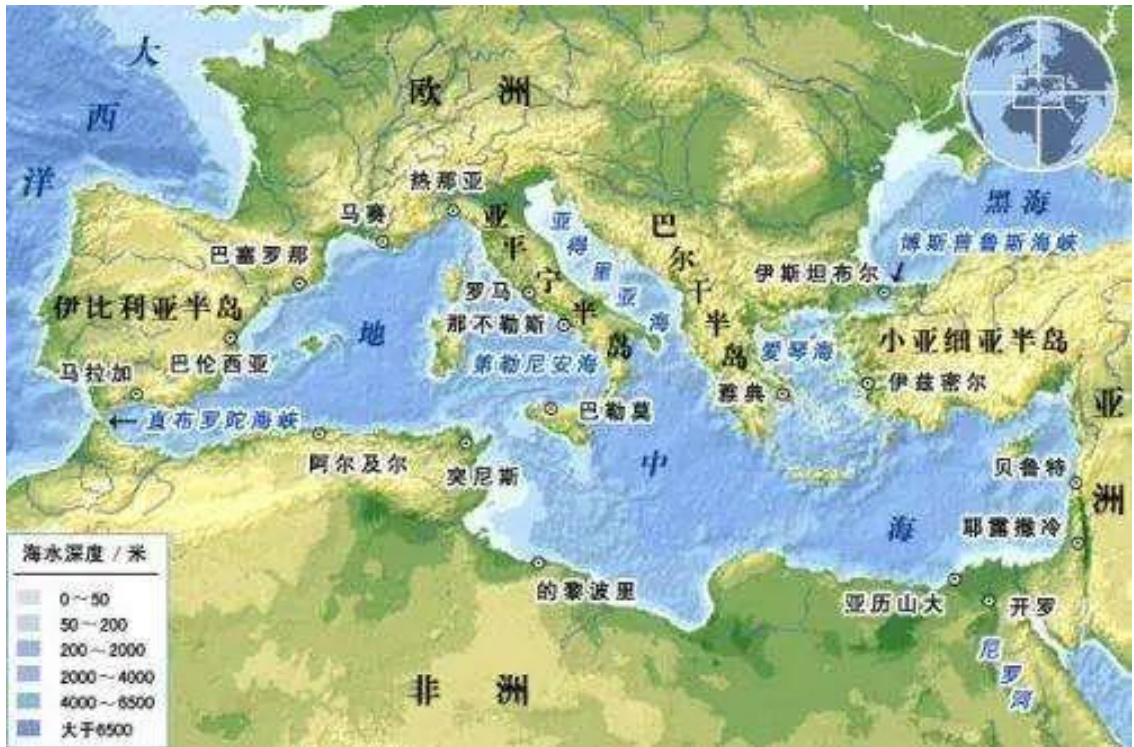 大西洋
欧洲
热那亚
马赛
黑海
亚得里亚海
巴尔干半岛
亚平宁半岛
博斯普鲁斯海峡
巴塞罗那
伊斯坦布尔
罗马
伊比利亚半岛
那不勒斯
地中海
小亚细亚半岛
爱琴海
巴伦西亚
第勒尼安海
马拉加
雅典
伊兹密尔
巴勒莫
亚洲
←直布罗陀海峡
阿尔及尔
突尼斯
贝鲁特
耶露撒冷
的黎波里
亚历山大
开罗
尼罗河
非洲
海水深度 / 米
0～50
50～200
200～2000
2000～4000
4000～6500
大于6500